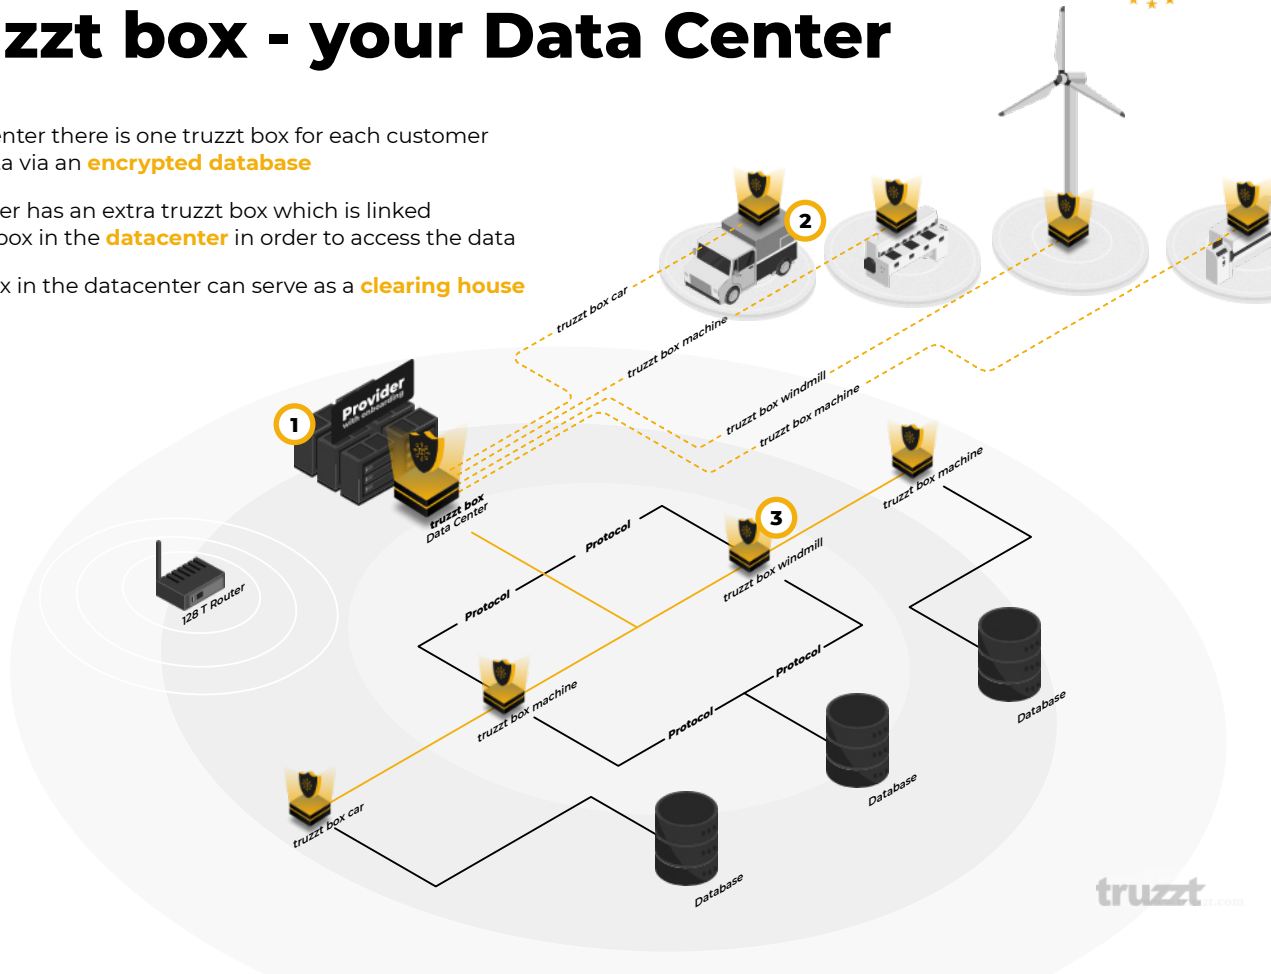 zzt box - your Data Center
enter there is one truzzt box for each customer
ta via an encrypted database
er has an extra truzzt box which is linked
box in the datacenter in order to access the data
x in the datacenter can serve as a clearing house
2
truzzt box car
truzzt box machine
truzzt box windmill
truzzt box machine
Provider
with onboarding
1
truzzt box
Data Center
128 T Router
Protocol
Protocol
3
truzzt box windmill
truzzt box machine
truzzt box machine
Protocol
Protocol
truzzt box car
Database
Database
Database
truzzt